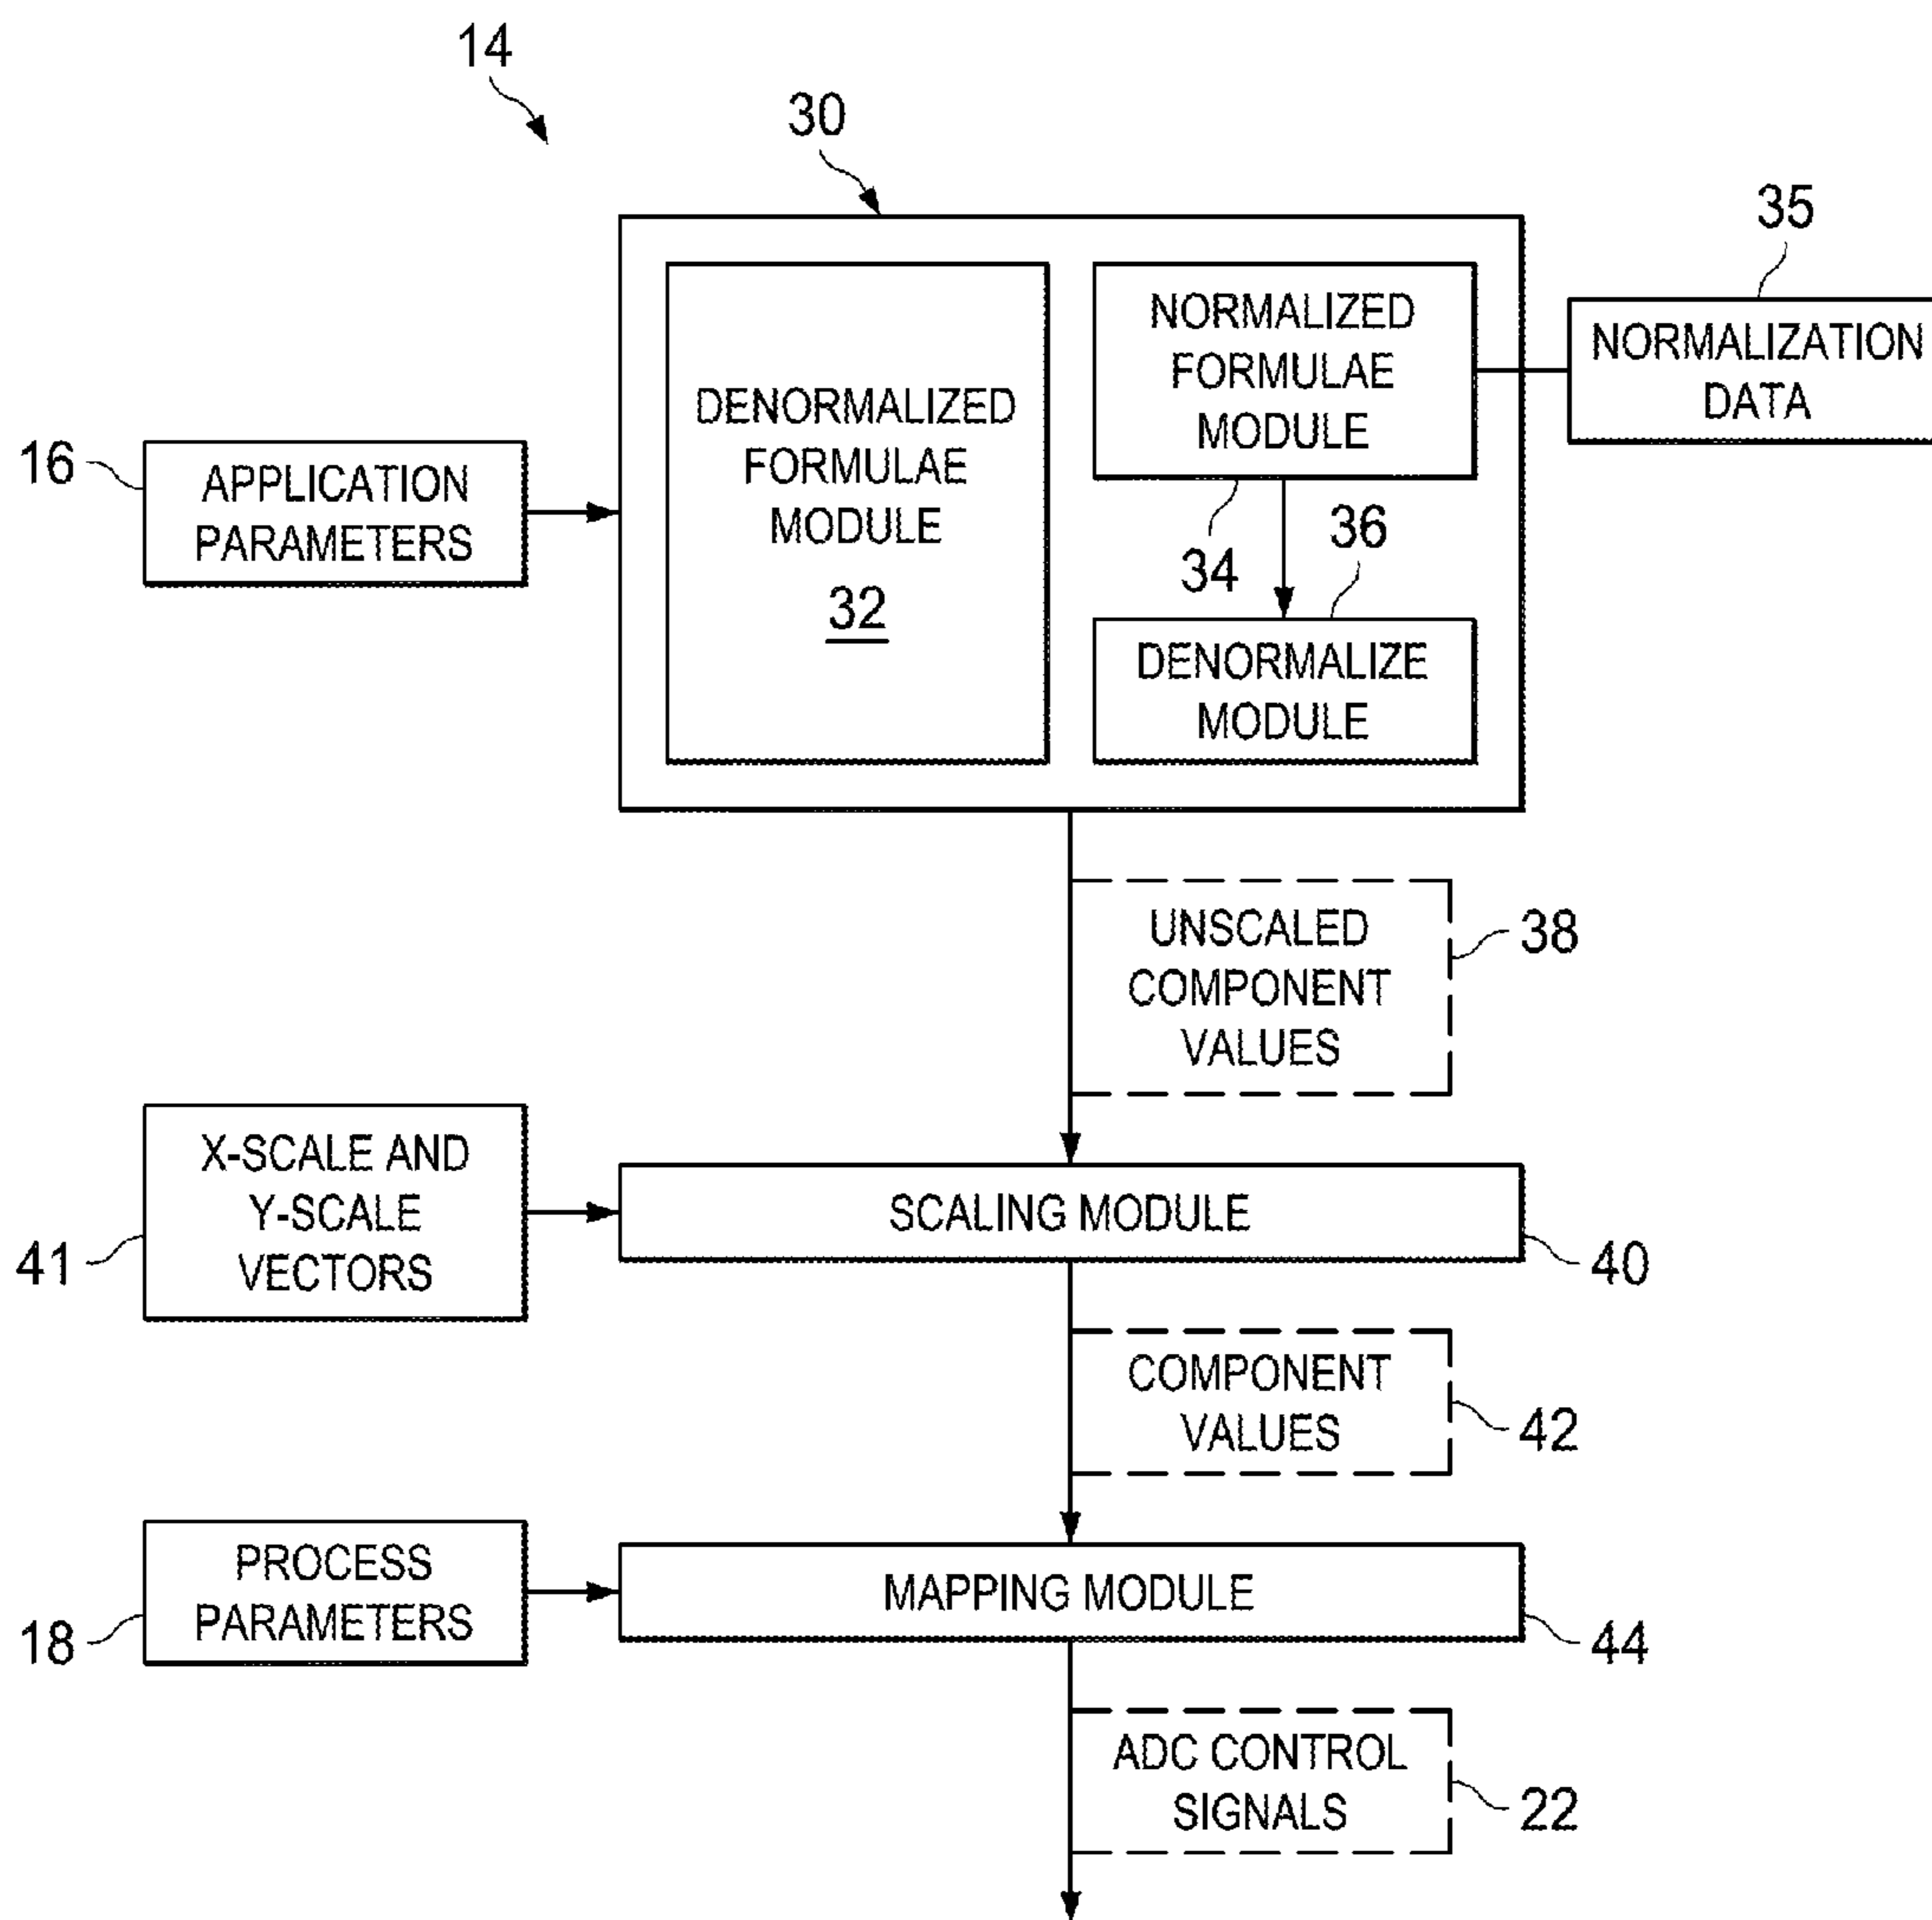 14
30
35
NORMALIZED
FORMULAE
MODULE
NORMALIZATION
DATA
DENORMALIZED
FORMULAE
MODULE
32
16
APPLICATION
PARAMETERS
34
36
DENORMALIZE
MODULE
UNSCALED
COMPONENT
VALUES
38
X-SCALE AND
Y-SCALE
VECTORS
41
SCALING MODULE
40
COMPONENT
VALUES
42
PROCESS
PARAMETERS
18
MAPPING MODULE
44
ADC CONTROL
SIGNALS
22